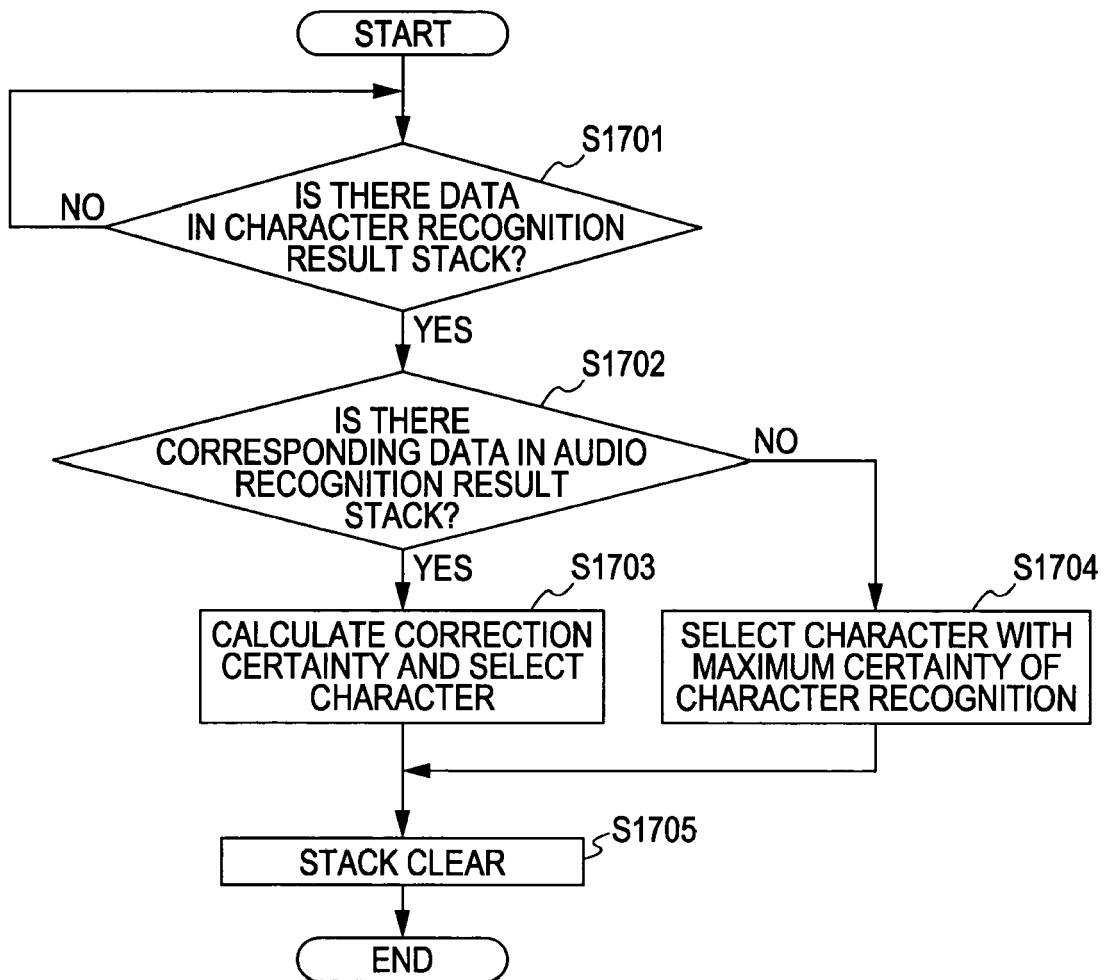 START
S1701
IS THERE DATA
IN CHARACTER RECOGNITION
RESULT STACK?
NO
YES
S1702
IS THERE
CORRESPONDING DATA IN AUDIO
RECOGNITION RESULT
STACK?
NO
YES
S1703
CALCULATE CORRECTION
CERTAINTY AND SELECT
CHARACTER
S1704
SELECT CHARACTER WITH
MAXIMUM CERTAINTY OF
CHARACTER RECOGNITION
S1705
STACK CLEAR
END